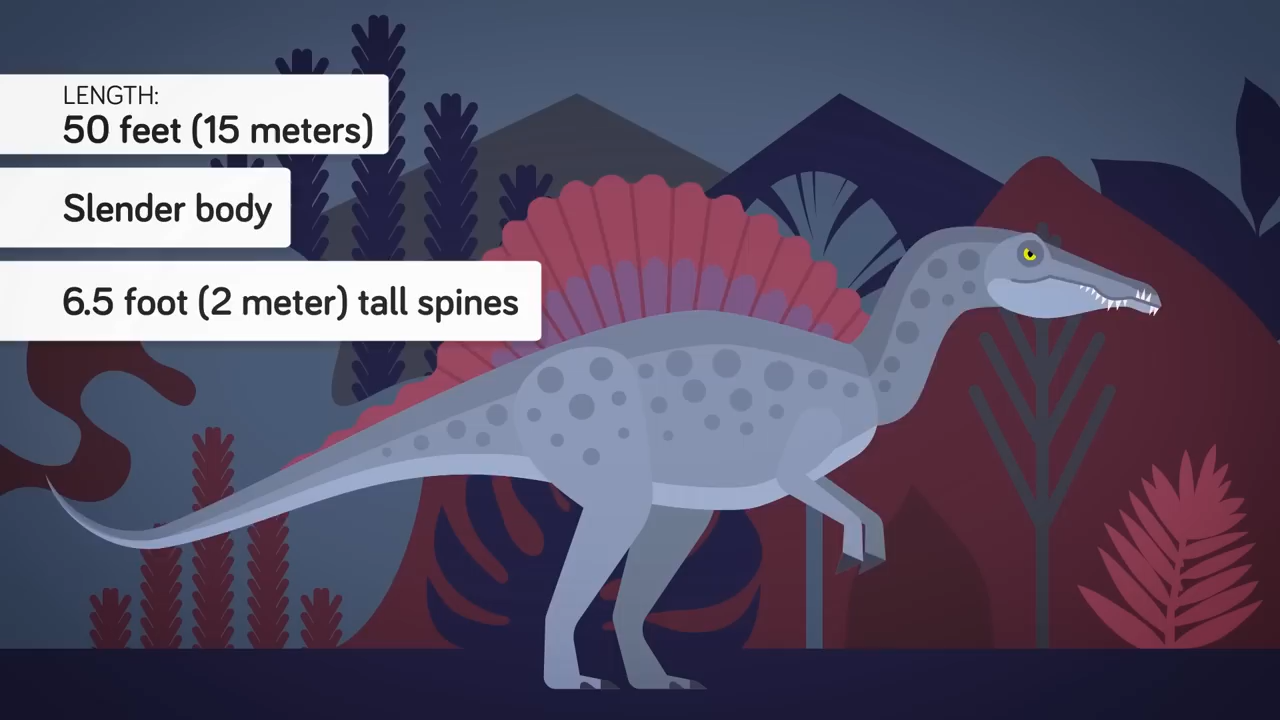 LENGTH:
50 feet (15 meters)
Slender body
6.5 foot (2 meter) tall spines